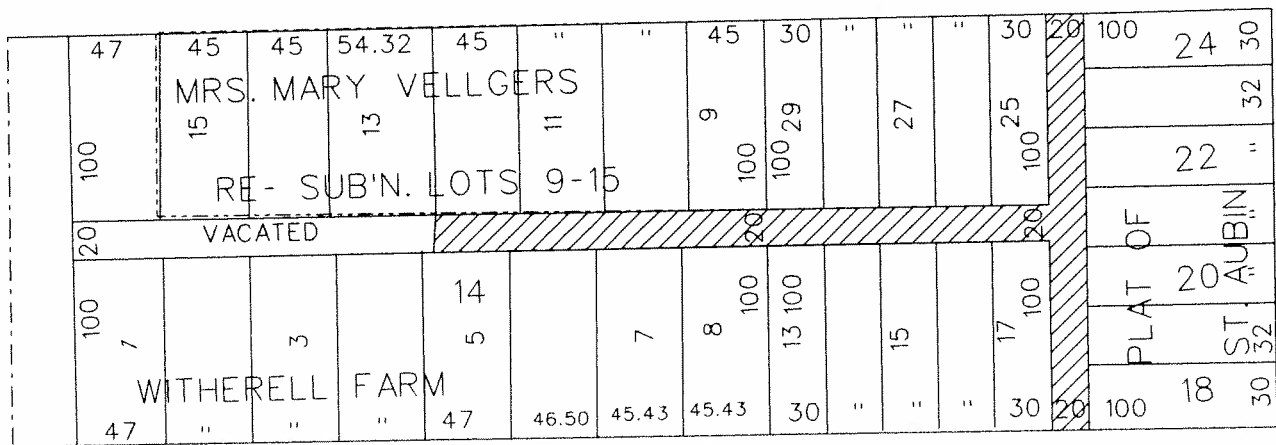 47 45 45 54.32 45 " " 45 30 " " " 30 20 100 24 30
MRS. MARY VELLGERS
32
15 13 11 9 29 27 25
100 100 100 100
22 "
RE- SUB'N. LOTS 9-15
20 VACATED 20 20
PLAT OF
ST. AUBIN
"
14
20 "
100 100 100 100
7 3 5 7 8 13 15 17
32
WITHERELL FARM
18 30
47 " " " 47 46.50 45.43 45.43 30 " " " 30 20 100